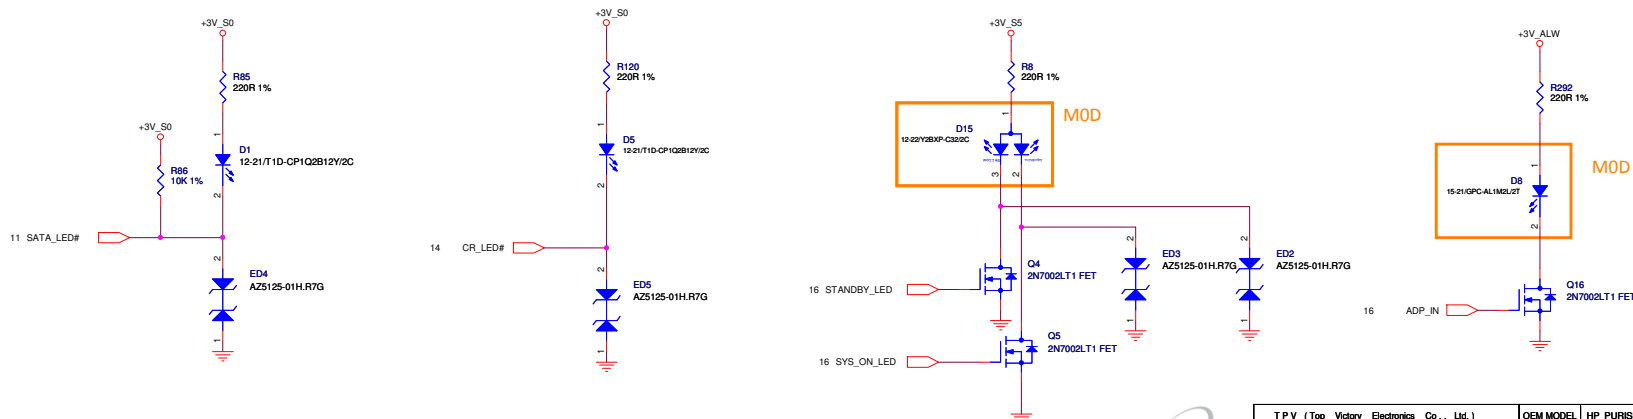 +3V_S0
R85
220R 1%
+3V_S0
R86
10K 1%
1
D1
12-21/T1D-CP1Q2B12Y/2C
2
11 SATA_LED#
2
ED4
AZ5125-01H.R7G
1
+3V_S0
R120
220R 1%
1
D5
12-21/T1D-CP1Q2B12Y/2C
2
14 CR_LED#
2
ED5
AZ5125-01H.R7G
1
+3V_S5
R8
220R 1%
M0D
1
D15
12-22/Y2BXP-C32/2C
3
2
2
ED3
AZ5125-01H.R7G
1
2
ED2
AZ5125-01H.R7G
1
Q4
2N7002LT1 FET
16 STANDBY_LED
Q5
2N7002LT1 FET
16 SYS_ON_LED
+3V_ALW
R292
220R 1%
M0D
1
D8
15-21/GPC-AL1M2L/2T
2
Q16
2N7002LT1 FET
16 ADP_IN
T P V ( Top Victory Electronics Co . , Ltd. )
OEM MODEL
HP PURIS